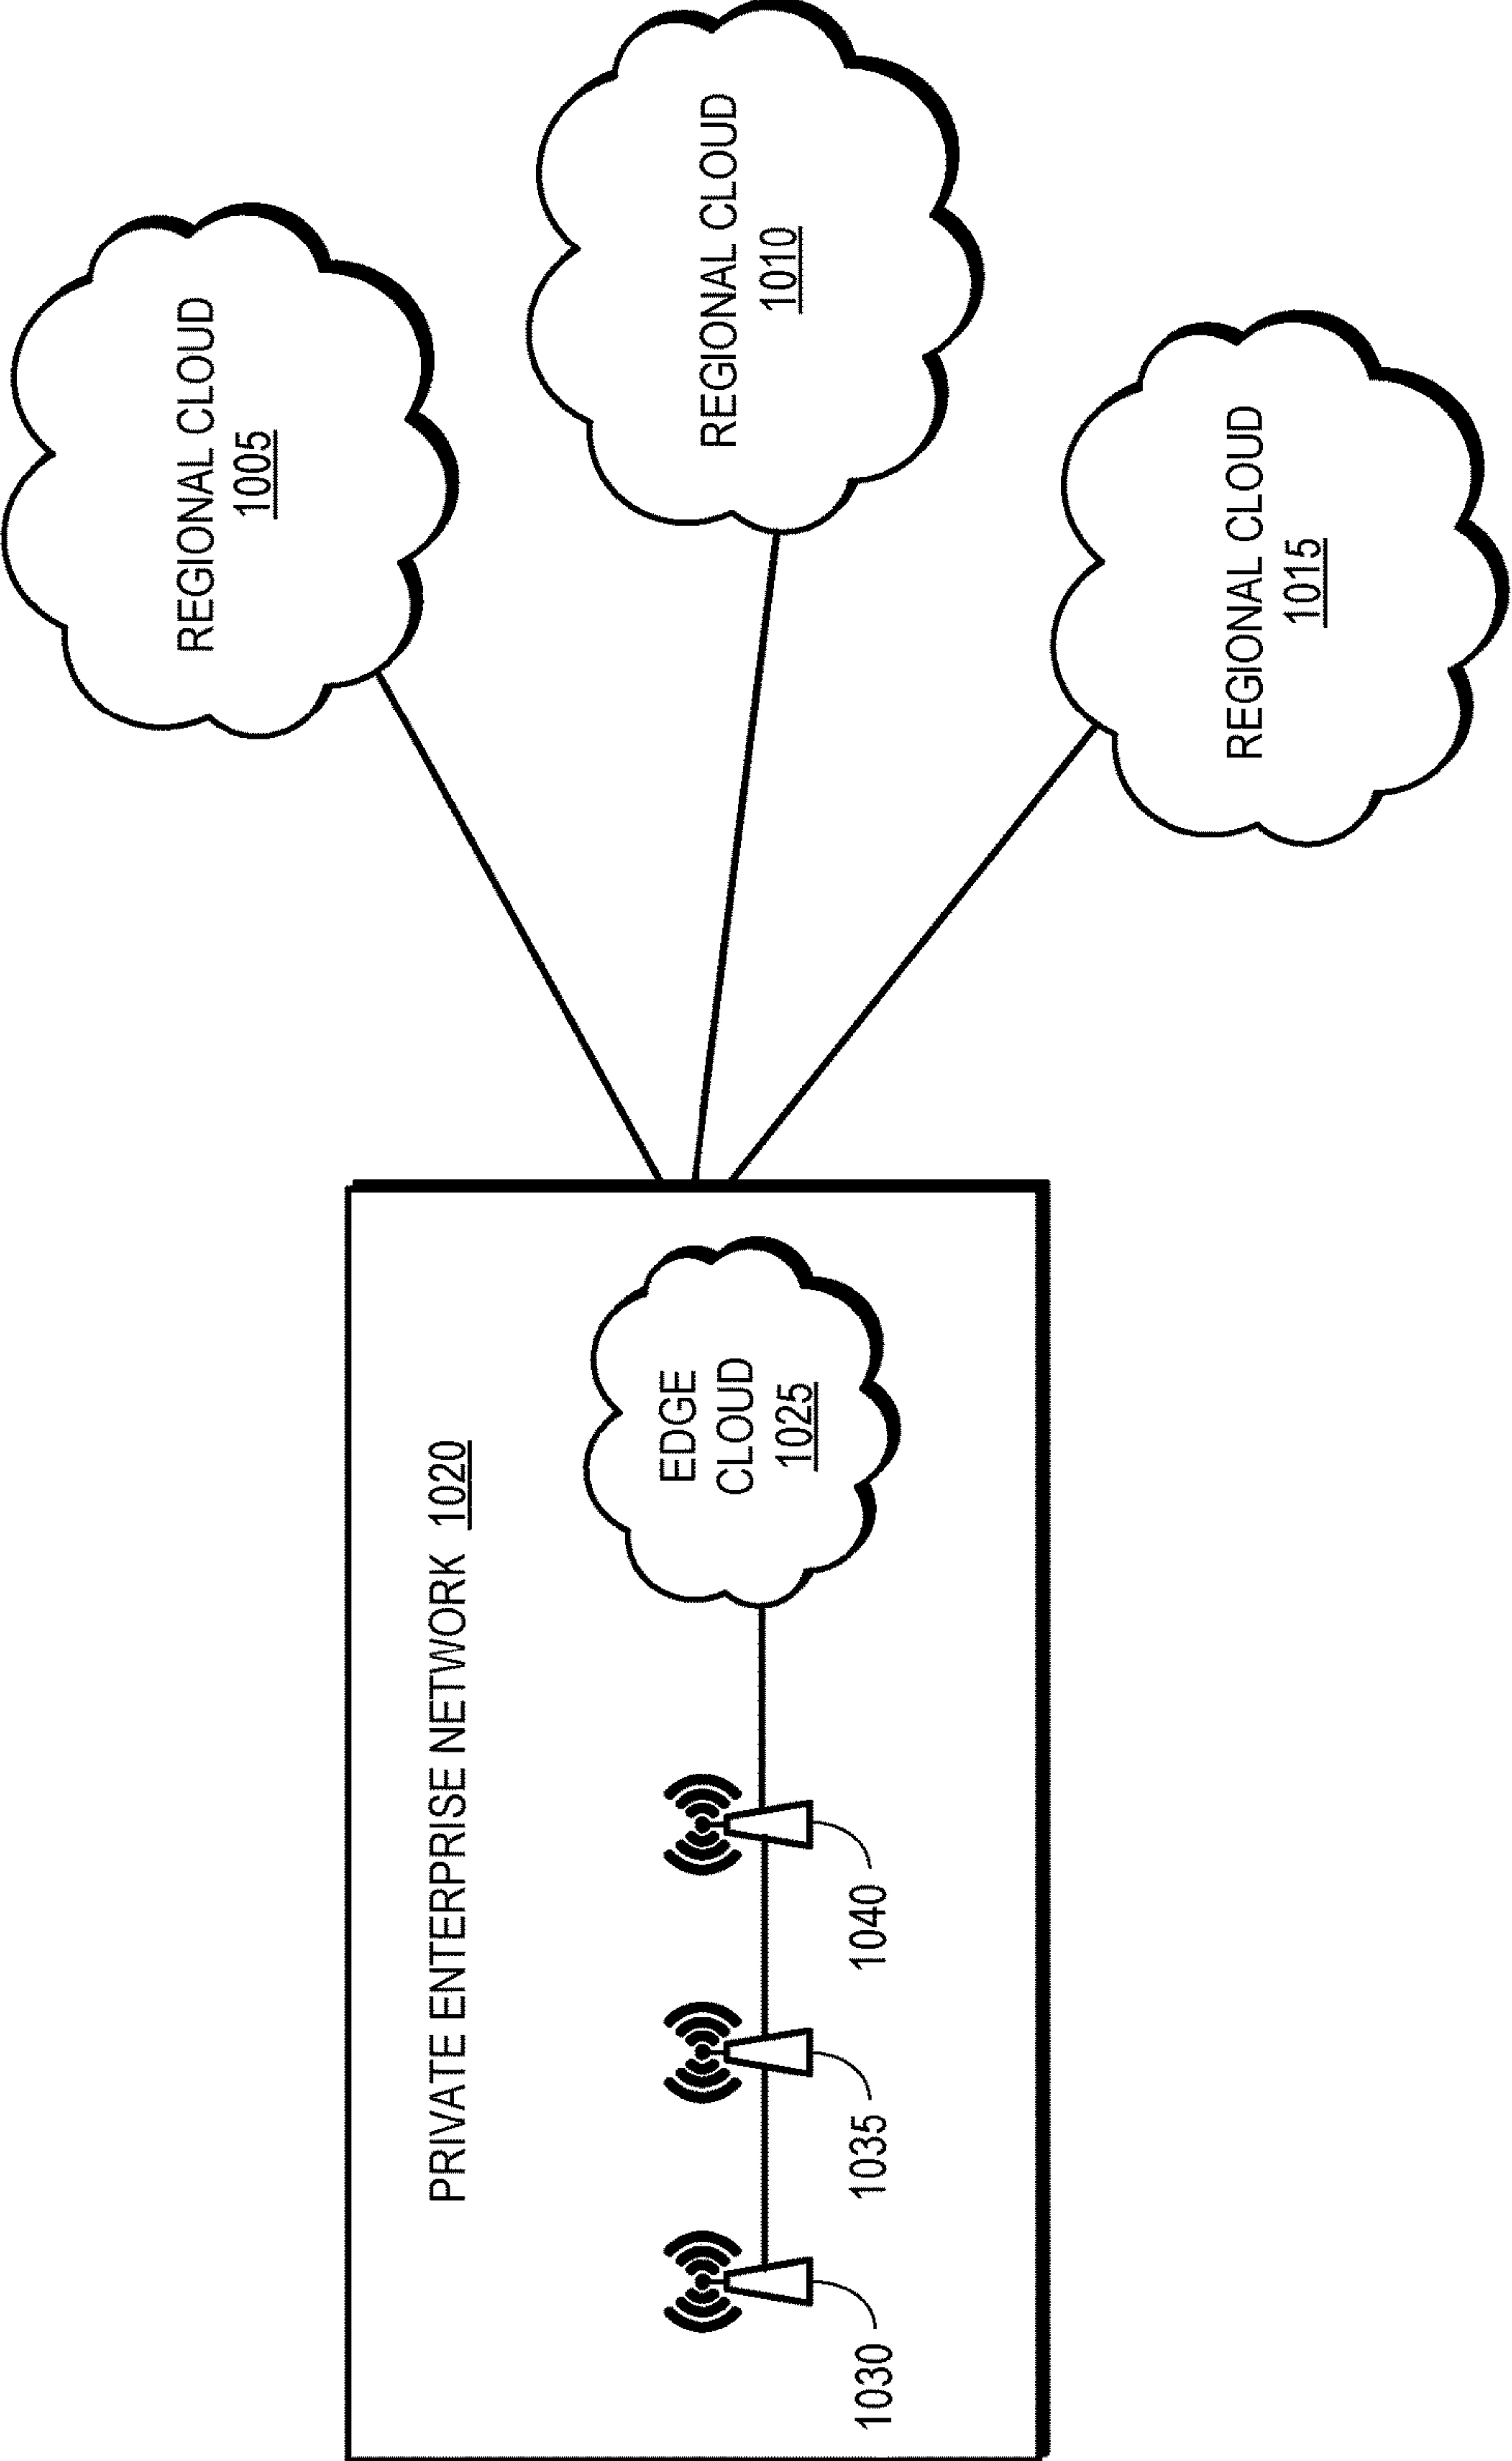 REGIONAL CLOUD
1005
REGIONAL CLOUD
1010
REGIONAL CLOUD
1015
PRIVATE ENTERPRISE NETWORK 1020
EDGE
CLOUD
1025
1030
1035
1040